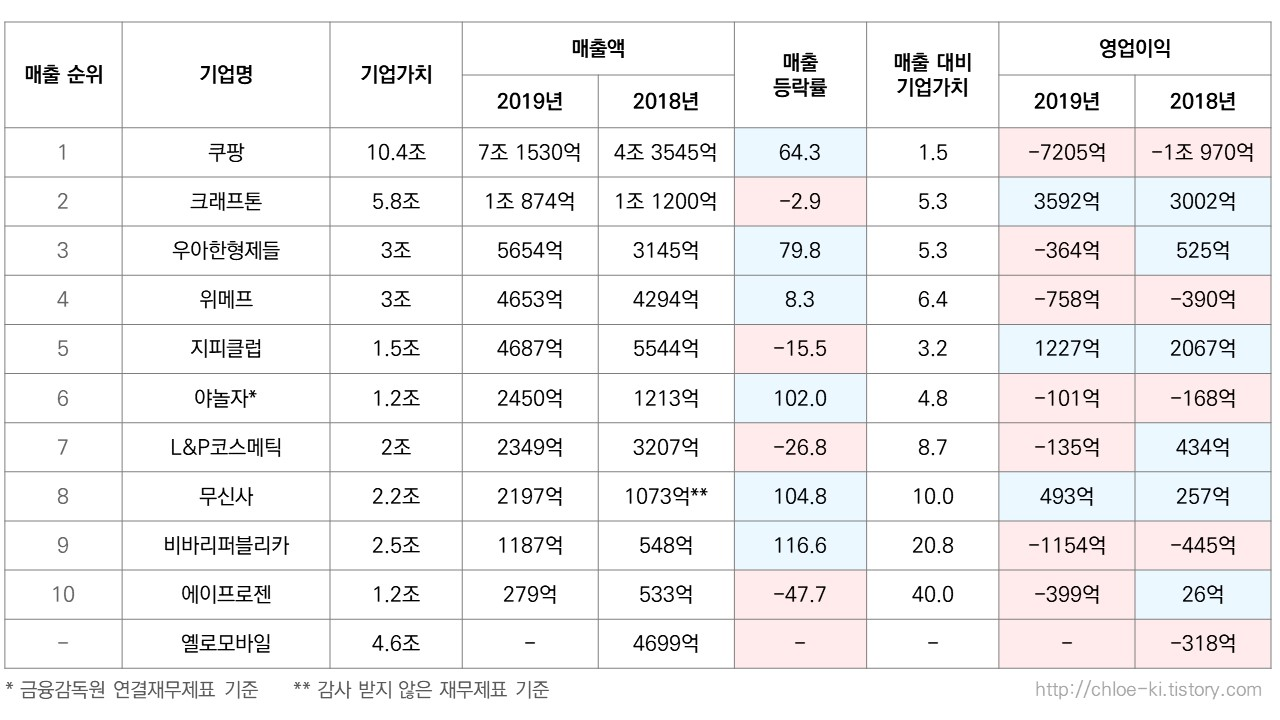 매출 순위 기업명 기업가치 매출액 매출 등락률 매출 대비 기업가치 영업이익
2019년 2018년 2019년 2018년
1 쿠팡 10.4조 7조 1530억 4조 3545억 64.3 1.5 -7205억 -1조 970억
2 크래프톤 5.8조 1조 874억 1조 1200억 -2.9 5.3 3592억 3002억
3 우아한형제들 3조 5654억 3145억 79.8 5.3 -364억 525억
4 위메프 3조 4653억 4294억 8.3 6.4 -758억 -390억
5 지피클럽 1.5조 4687억 5544억 -15.5 3.2 1227억 2067억
6 야놀자* 1.2조 2450억 1213억 102.0 4.8 -101억 -168억
7 L&P코스메틱 2조 2349억 3207억 -26.8 8.7 -135억 434억
8 무신사 2.2조 2197억 1073억** 104.8 10.0 493억 257억
9 비바리퍼블리카 2.5조 1187억 548억 116.6 20.8 -1154억 -445억
10 에이프로젠 1.2조 279억 533억 -47.7 40.0 -399억 26억
- 옐로모바일 4.6조 - 4699억 - - - -318억
* 금융감독원 연결재무제표 기준 ** 감사 받지 않은 재무제표 기준 http://chloe-ki.tistory.com